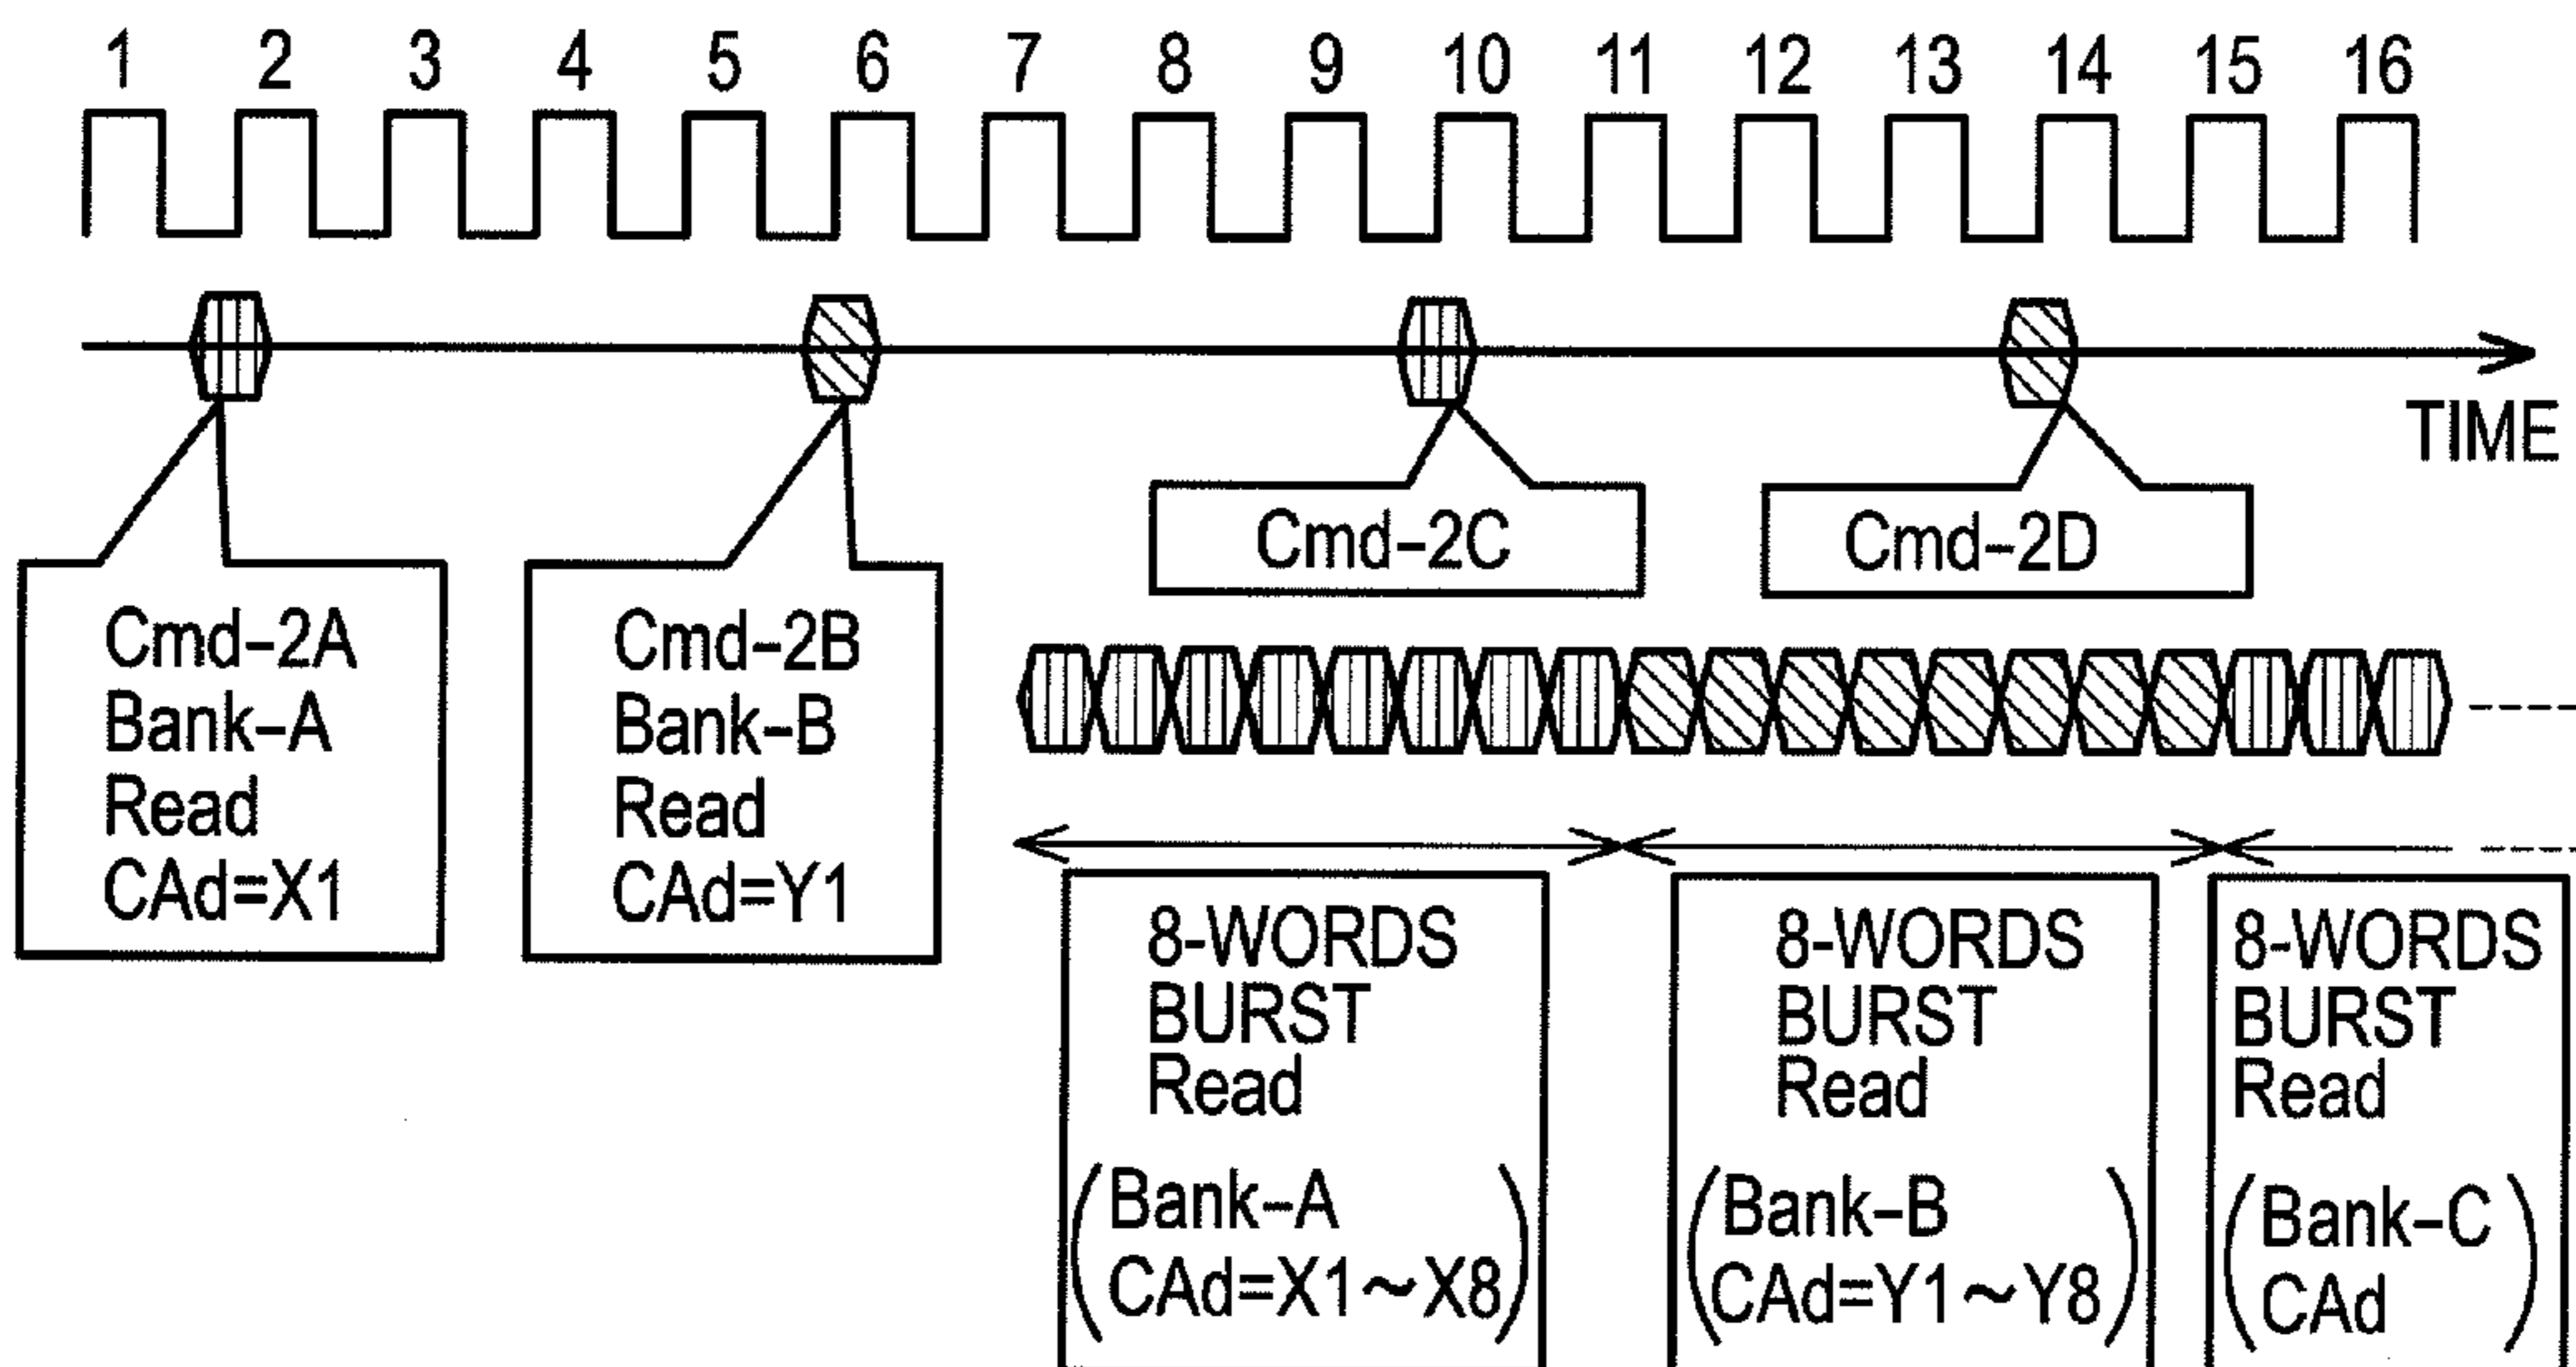 1 2 3 4 5 6 7 8 9 10 11 12 13 14 15 16
TIME
Cmd-2A
Bank-A
Read
CAd=X1
Cmd-2B
Bank-B
Read
CAd=Y1
Cmd-2C
Cmd-2D
8-WORDS
BURST
Read
(Bank-A
CAd=X1~X8)
8-WORDS
BURST
Read
(Bank-B
CAd=Y1~Y8)
8-WORDS
BURST
Read
(Bank-C
CAd)